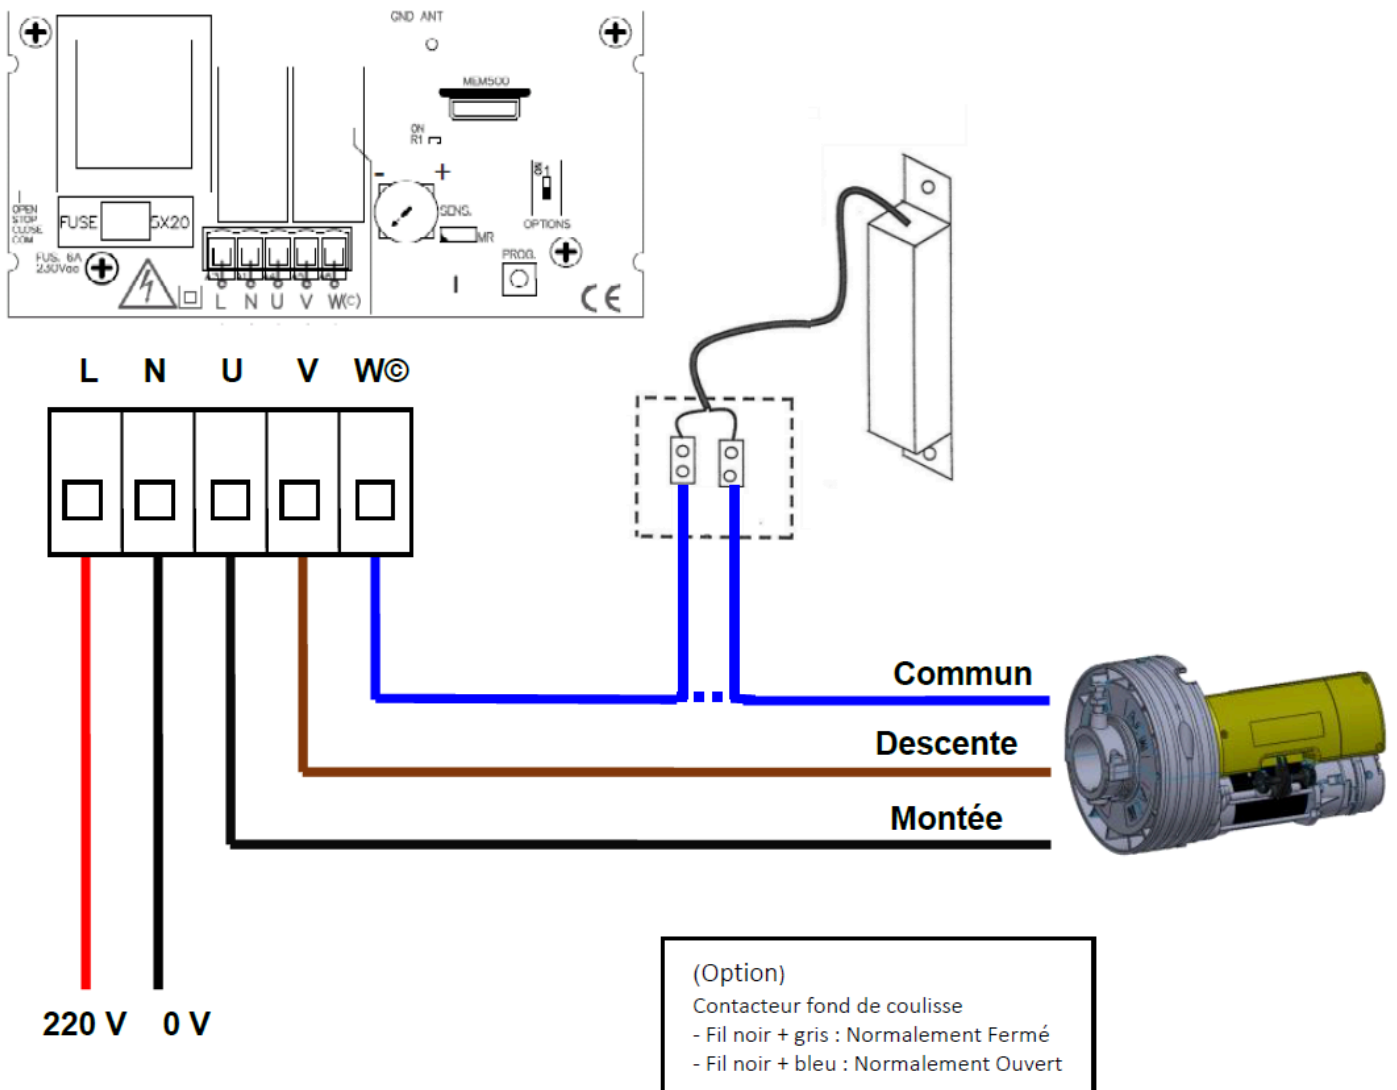 GND ANT
MEM500
ON
R1
- +
ON
1
OPEN
STOP
CLOSE
COM
FUSE 5X20
SENS.
MR
OPTIONS
FUS. 6A
230Vac
PROG.
L N U V W(C)
CE
L N U V W©
Commun
Descente
Montée
220 V 0 V
(Option)
Contacteur fond de coulisse
- Fil noir + gris : Normalement Fermé
- Fil noir + bleu : Normalement Ouvert